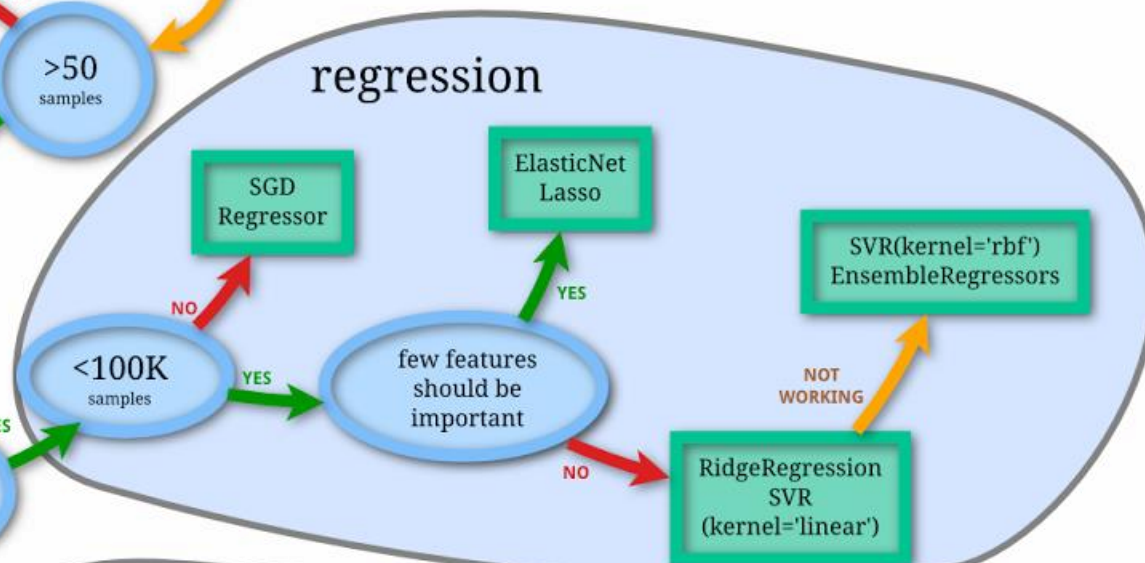 >50
samples
regression
SGD
Regressor
ElasticNet
Lasso
SVR(kernel='rbf')
EnsembleRegressors
NO
YES
<100K
samples
YES
few features
should be
important
NOT
WORKING
ES
NO
RidgeRegression
SVR
(kernel='linear')